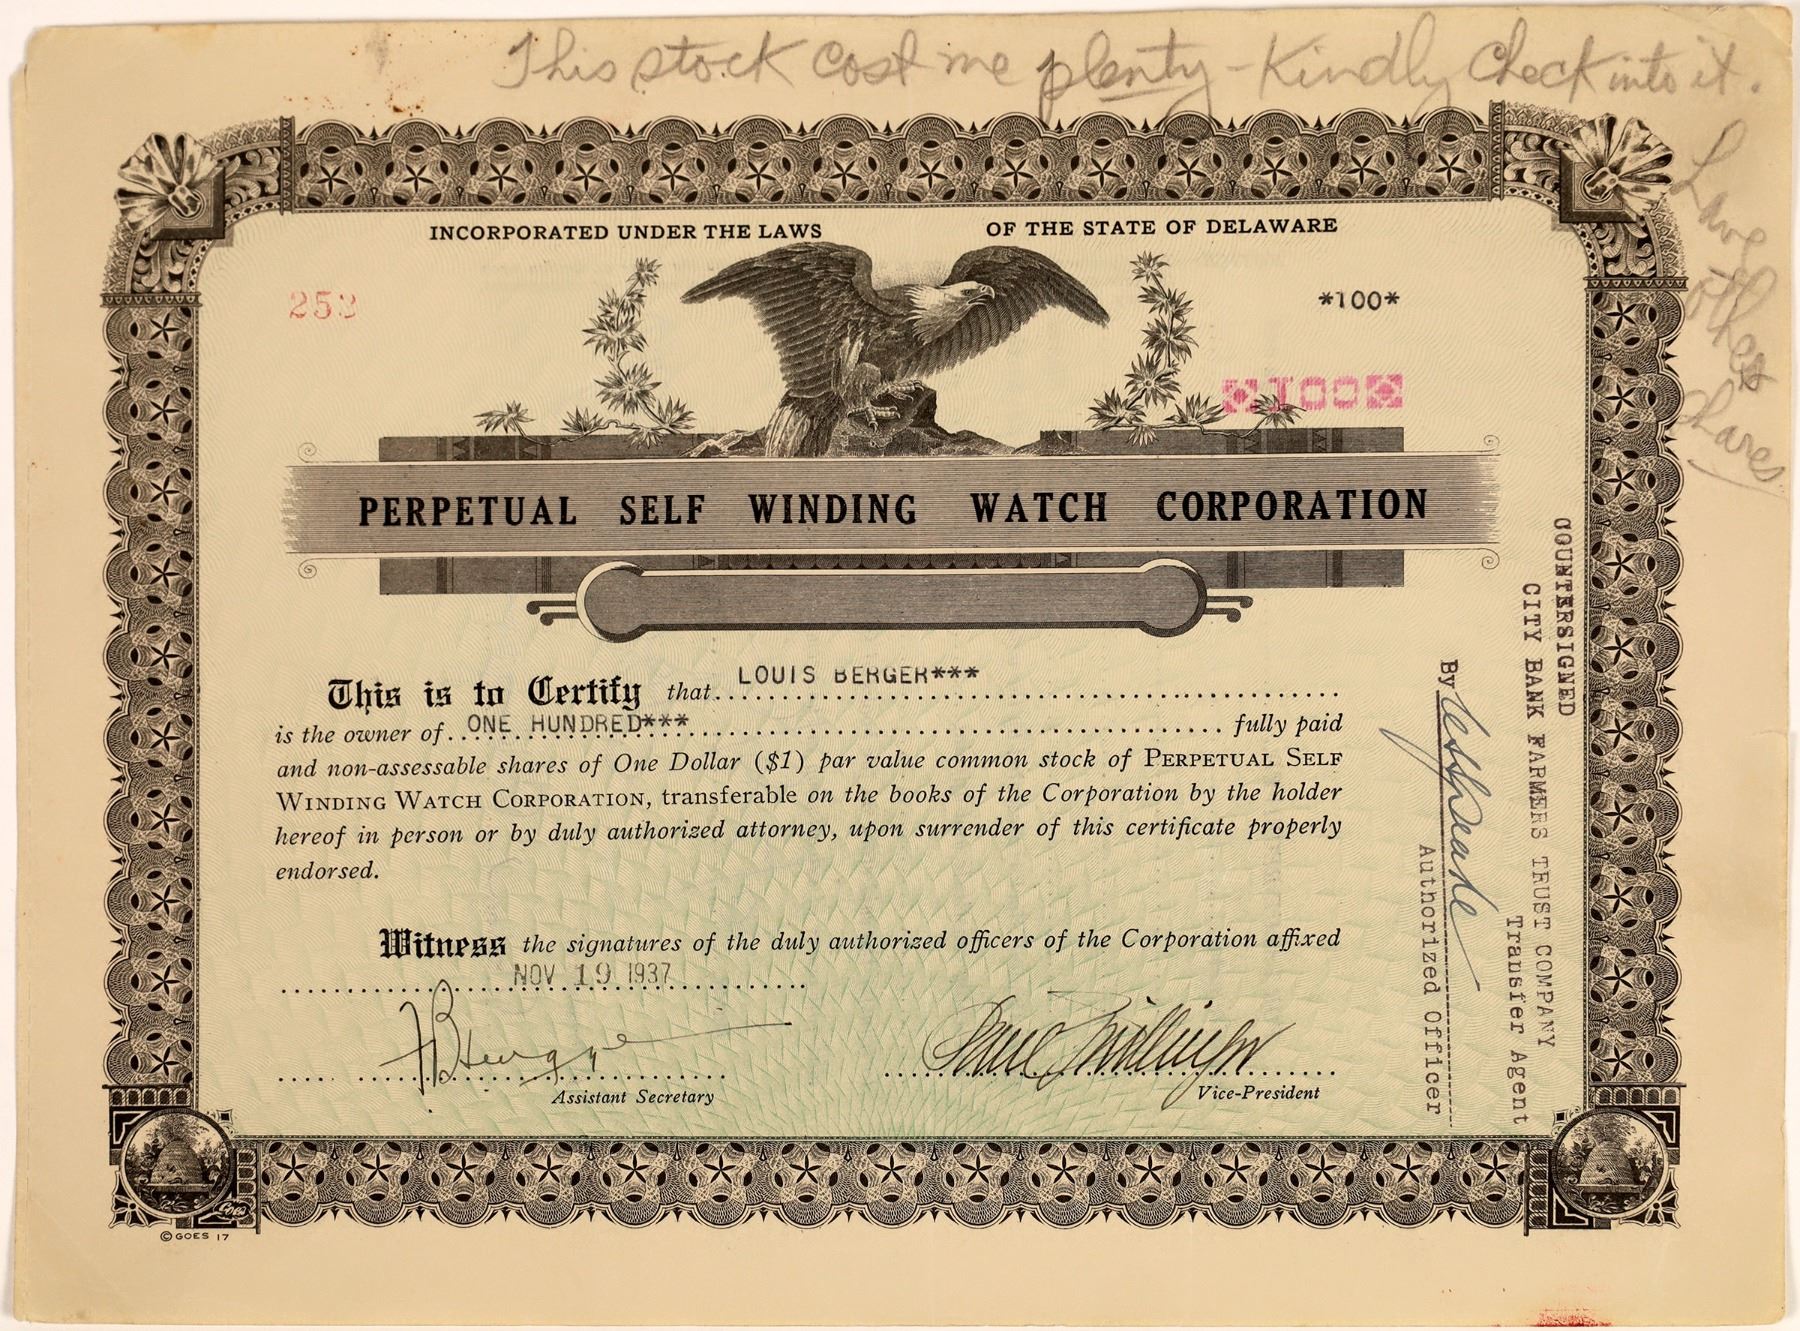 This stock cost me plenty - Kindly Check into it.
Have other shares
INCORPORATED UNDER THE LAWS OF THE STATE OF DELAWARE
253
*100*
100
PERPETUAL SELF WINDING WATCH CORPORATION
This is to Certify that LOUIS BERGER***
is the owner of ONE HUNDRED*** fully paid
and non-assessable shares of One Dollar ($1) par value common stock of PERPETUAL SELF
WINDING WATCH CORPORATION, transferable on the books of the Corporation by the holder
hereof in person or by duly authorized attorney, upon surrender of this certificate properly
endorsed.
Witness the signatures of the duly authorized officers of the Corporation affixed
NOV 19 1937
Assistant Secretary
Vice-President
COUNTERSIGNED
CITY BANK FARMERS TRUST COMPANY
Transfer Agent
By
Authorized Officer
Goes
©GOES 17